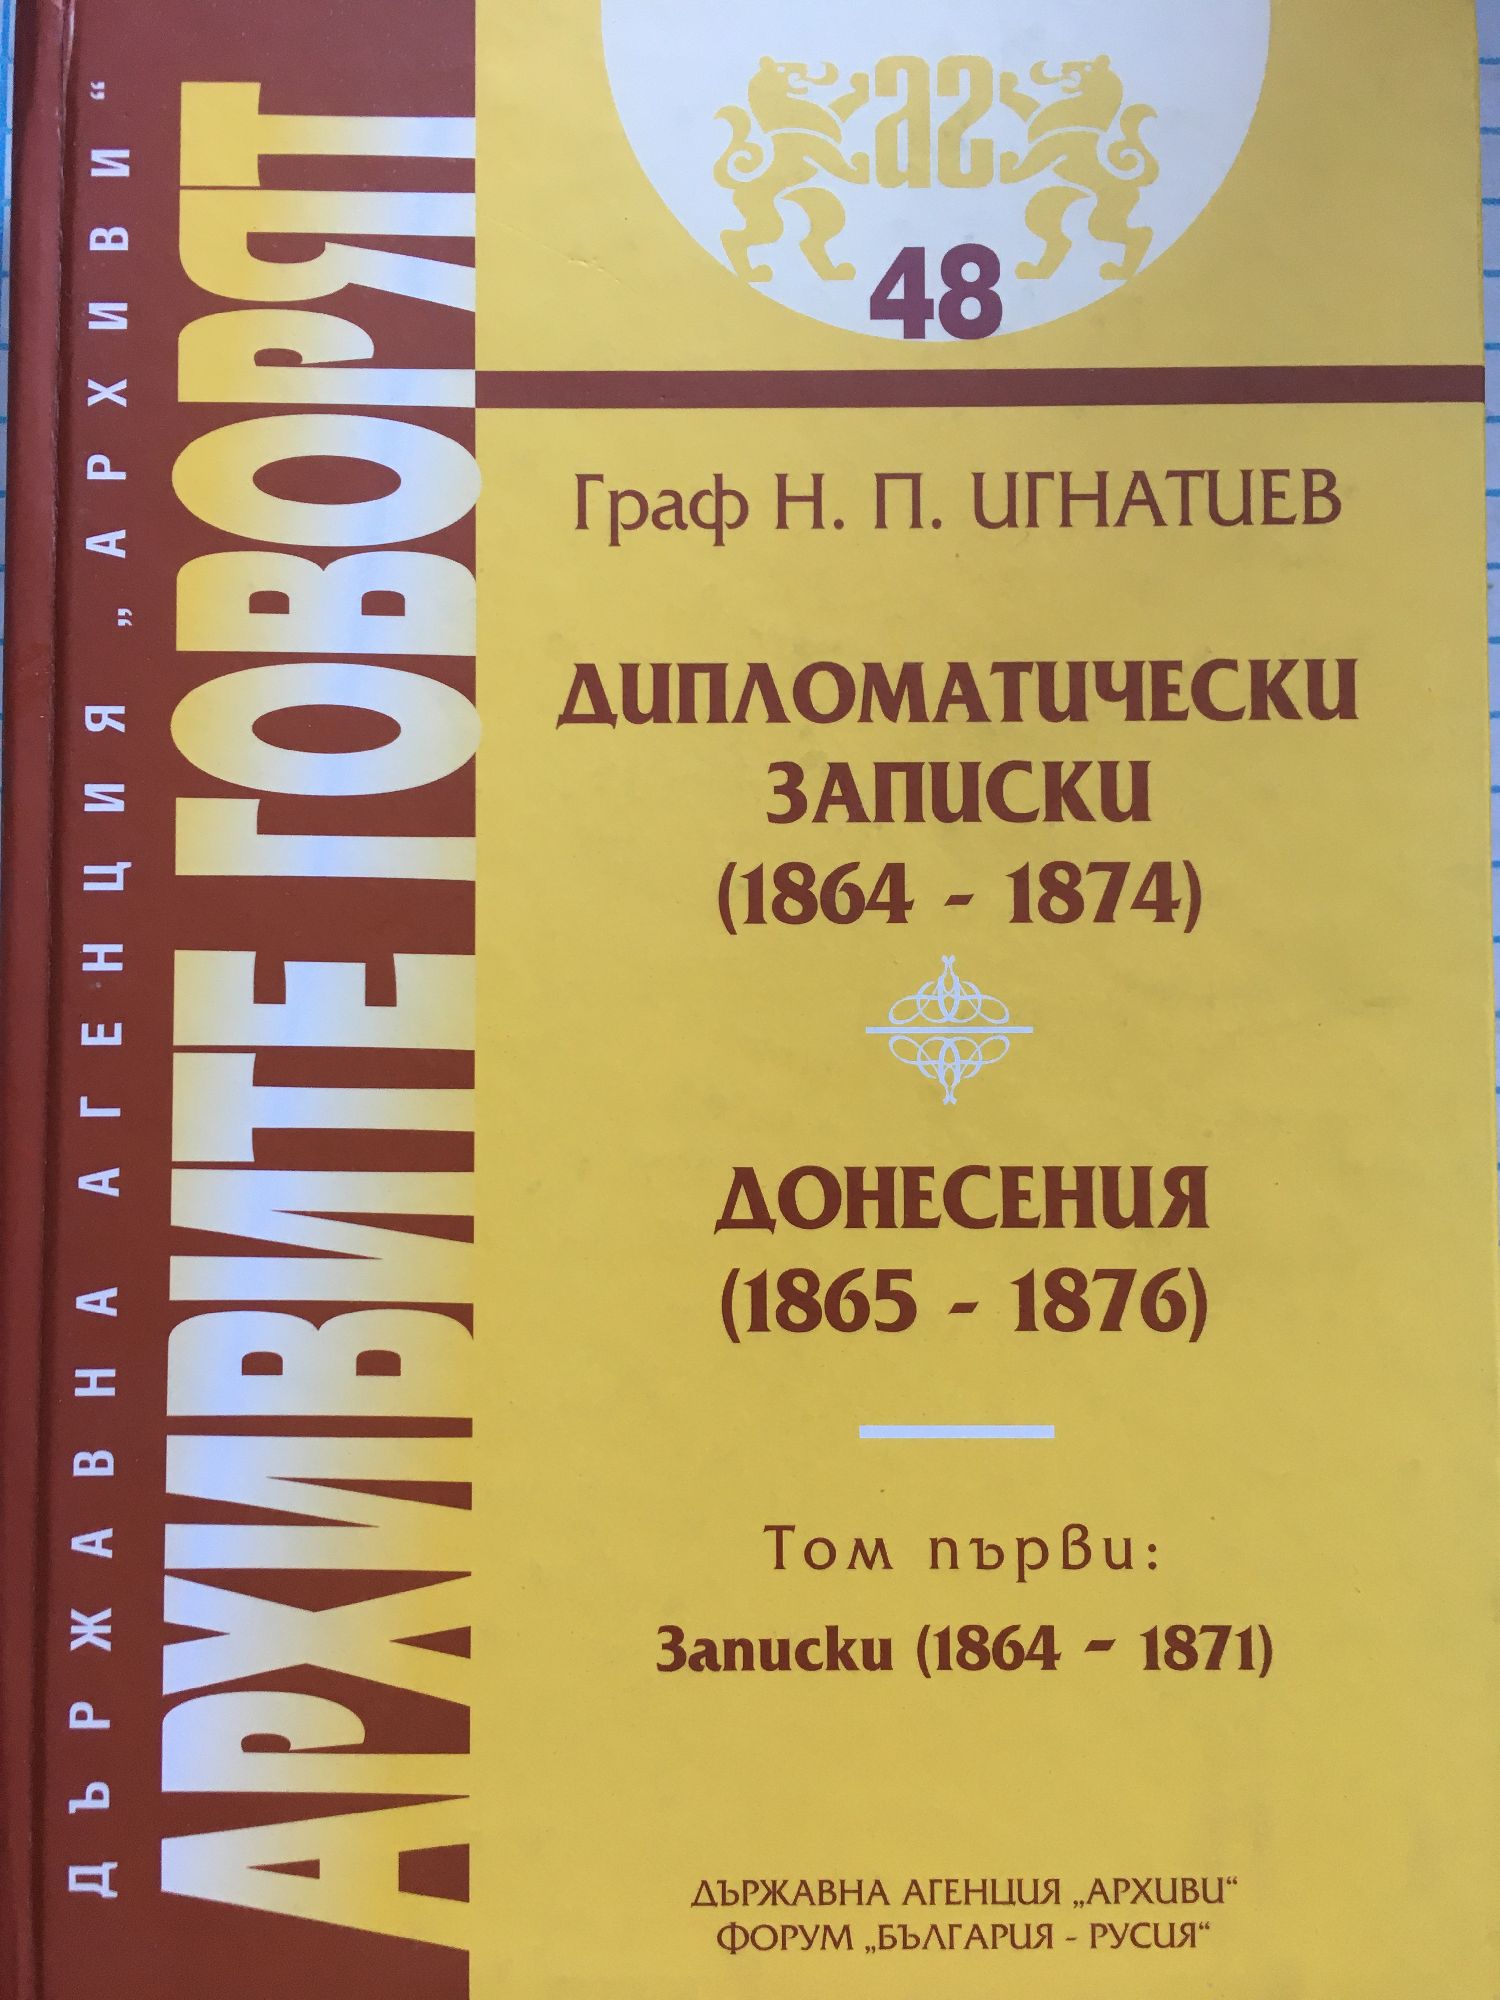 ДЪРЖАВНА АГЕНЦИЯ „АРХИВИ“
АРХИВИТЕ ГОВОРЯТ
аг
48
Граф Н. П. ИГНАТИЕВ
ДИПЛОМАТИЧЕСКИ
ЗАПИСКИ
(1864 - 1874)
ДОНЕСЕНИЯ
(1865 - 1876)
Том първи:
Записки (1864 - 1871)
ДЪРЖАВНА АГЕНЦИЯ „АРХИВИ“
ФОРУМ „БЪЛГАРИЯ - РУСИЯ“